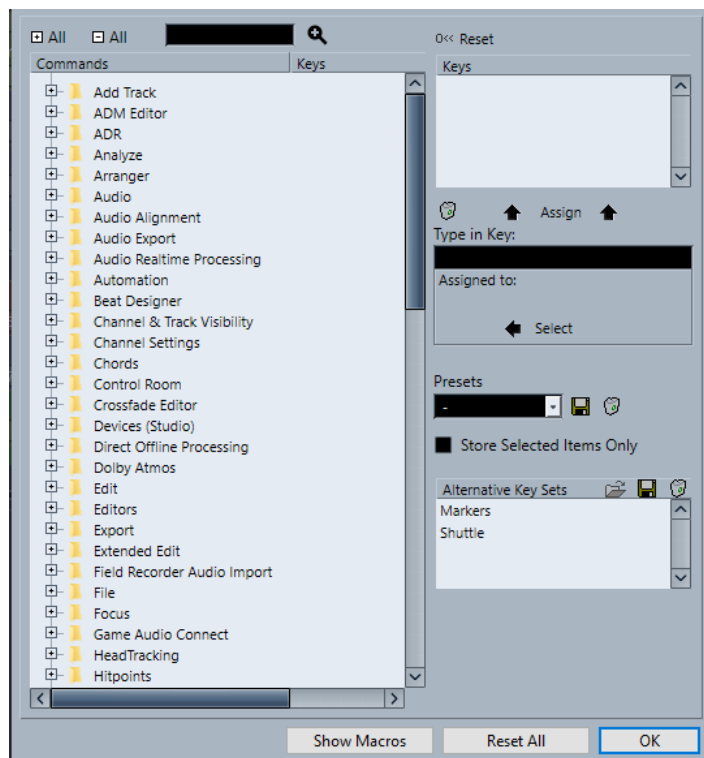 All
All
Commands
Keys
Add Track
ADM Editor
ADR
Analyze
Arranger
Audio
Audio Alignment
Audio Export
Audio Realtime Processing
Automation
Beat Designer
Channel & Track Visibility
Channel Settings
Chords
Control Room
Crossfade Editor
Devices (Studio)
Direct Offline Processing
Dolby Atmos
Edit
Editors
Export
Extended Edit
Field Recorder Audio Import
File
Focus
Game Audio Connect
HeadTracking
Hitpoints
0<< Reset
Keys
Assign
Type in Key:
Assigned to:
Select
Presets
-
Store Selected Items Only
Alternative Key Sets
Markers
Shuttle
Show Macros
Reset All
OK